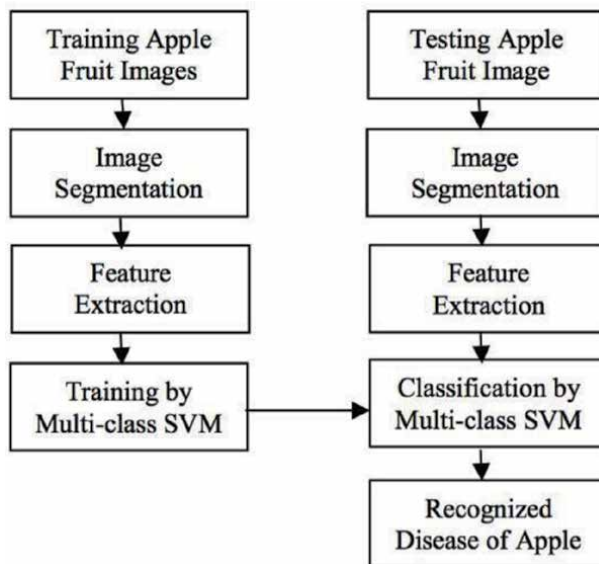 Training Apple
Fruit Images
Image
Segmentation
Feature
Extraction
Training by
Multi-class SVM
Testing Apple
Fruit Image
Image
Segmentation
Feature
Extraction
Classification by
Multi-class SVM
Recognized
Disease of Apple